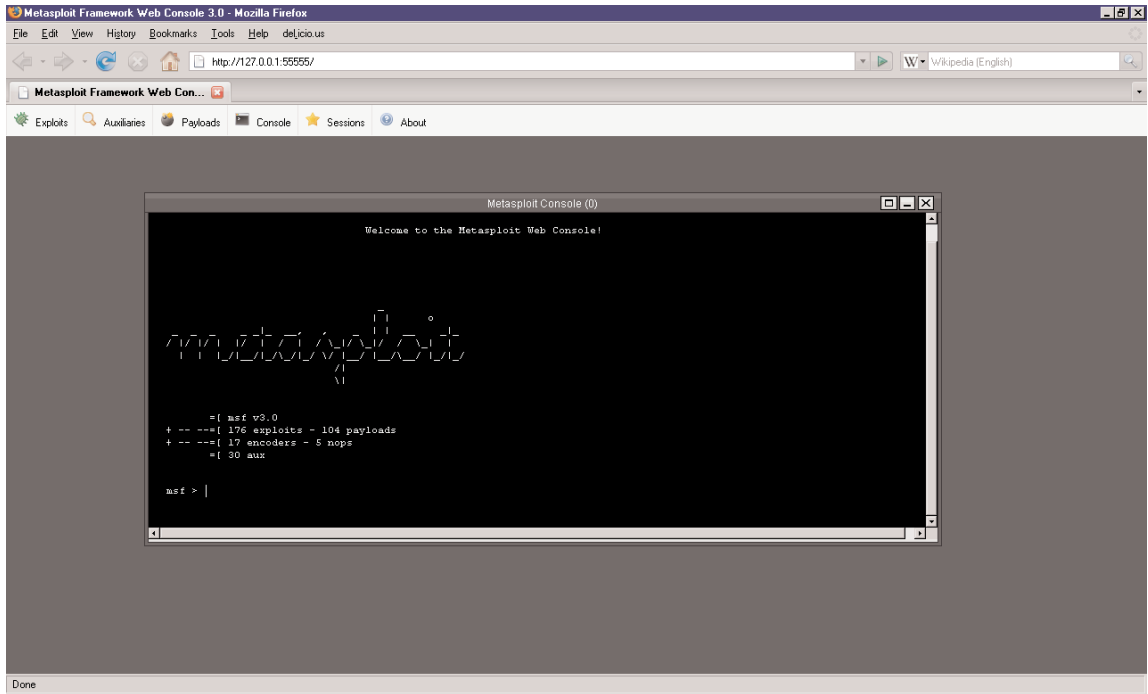 Metasploit Framework Web Console 3.0 - Mozilla Firefox
File Edit View History Bookmarks Tools Help del.icio.us
http://127.0.0.1:55555/ W Wikipedia (English)
Metasploit Framework Web Con...
Exploits Auxiliaries Payloads Console Sessions About
Metasploit Console (0)
Welcome to the Metasploit Web Console!
metasploit
=[ msf v3.0
+ -- --=[ 176 exploits - 104 payloads
+ -- --=[ 17 encoders - 5 nops
=[ 30 aux
msf >
Done